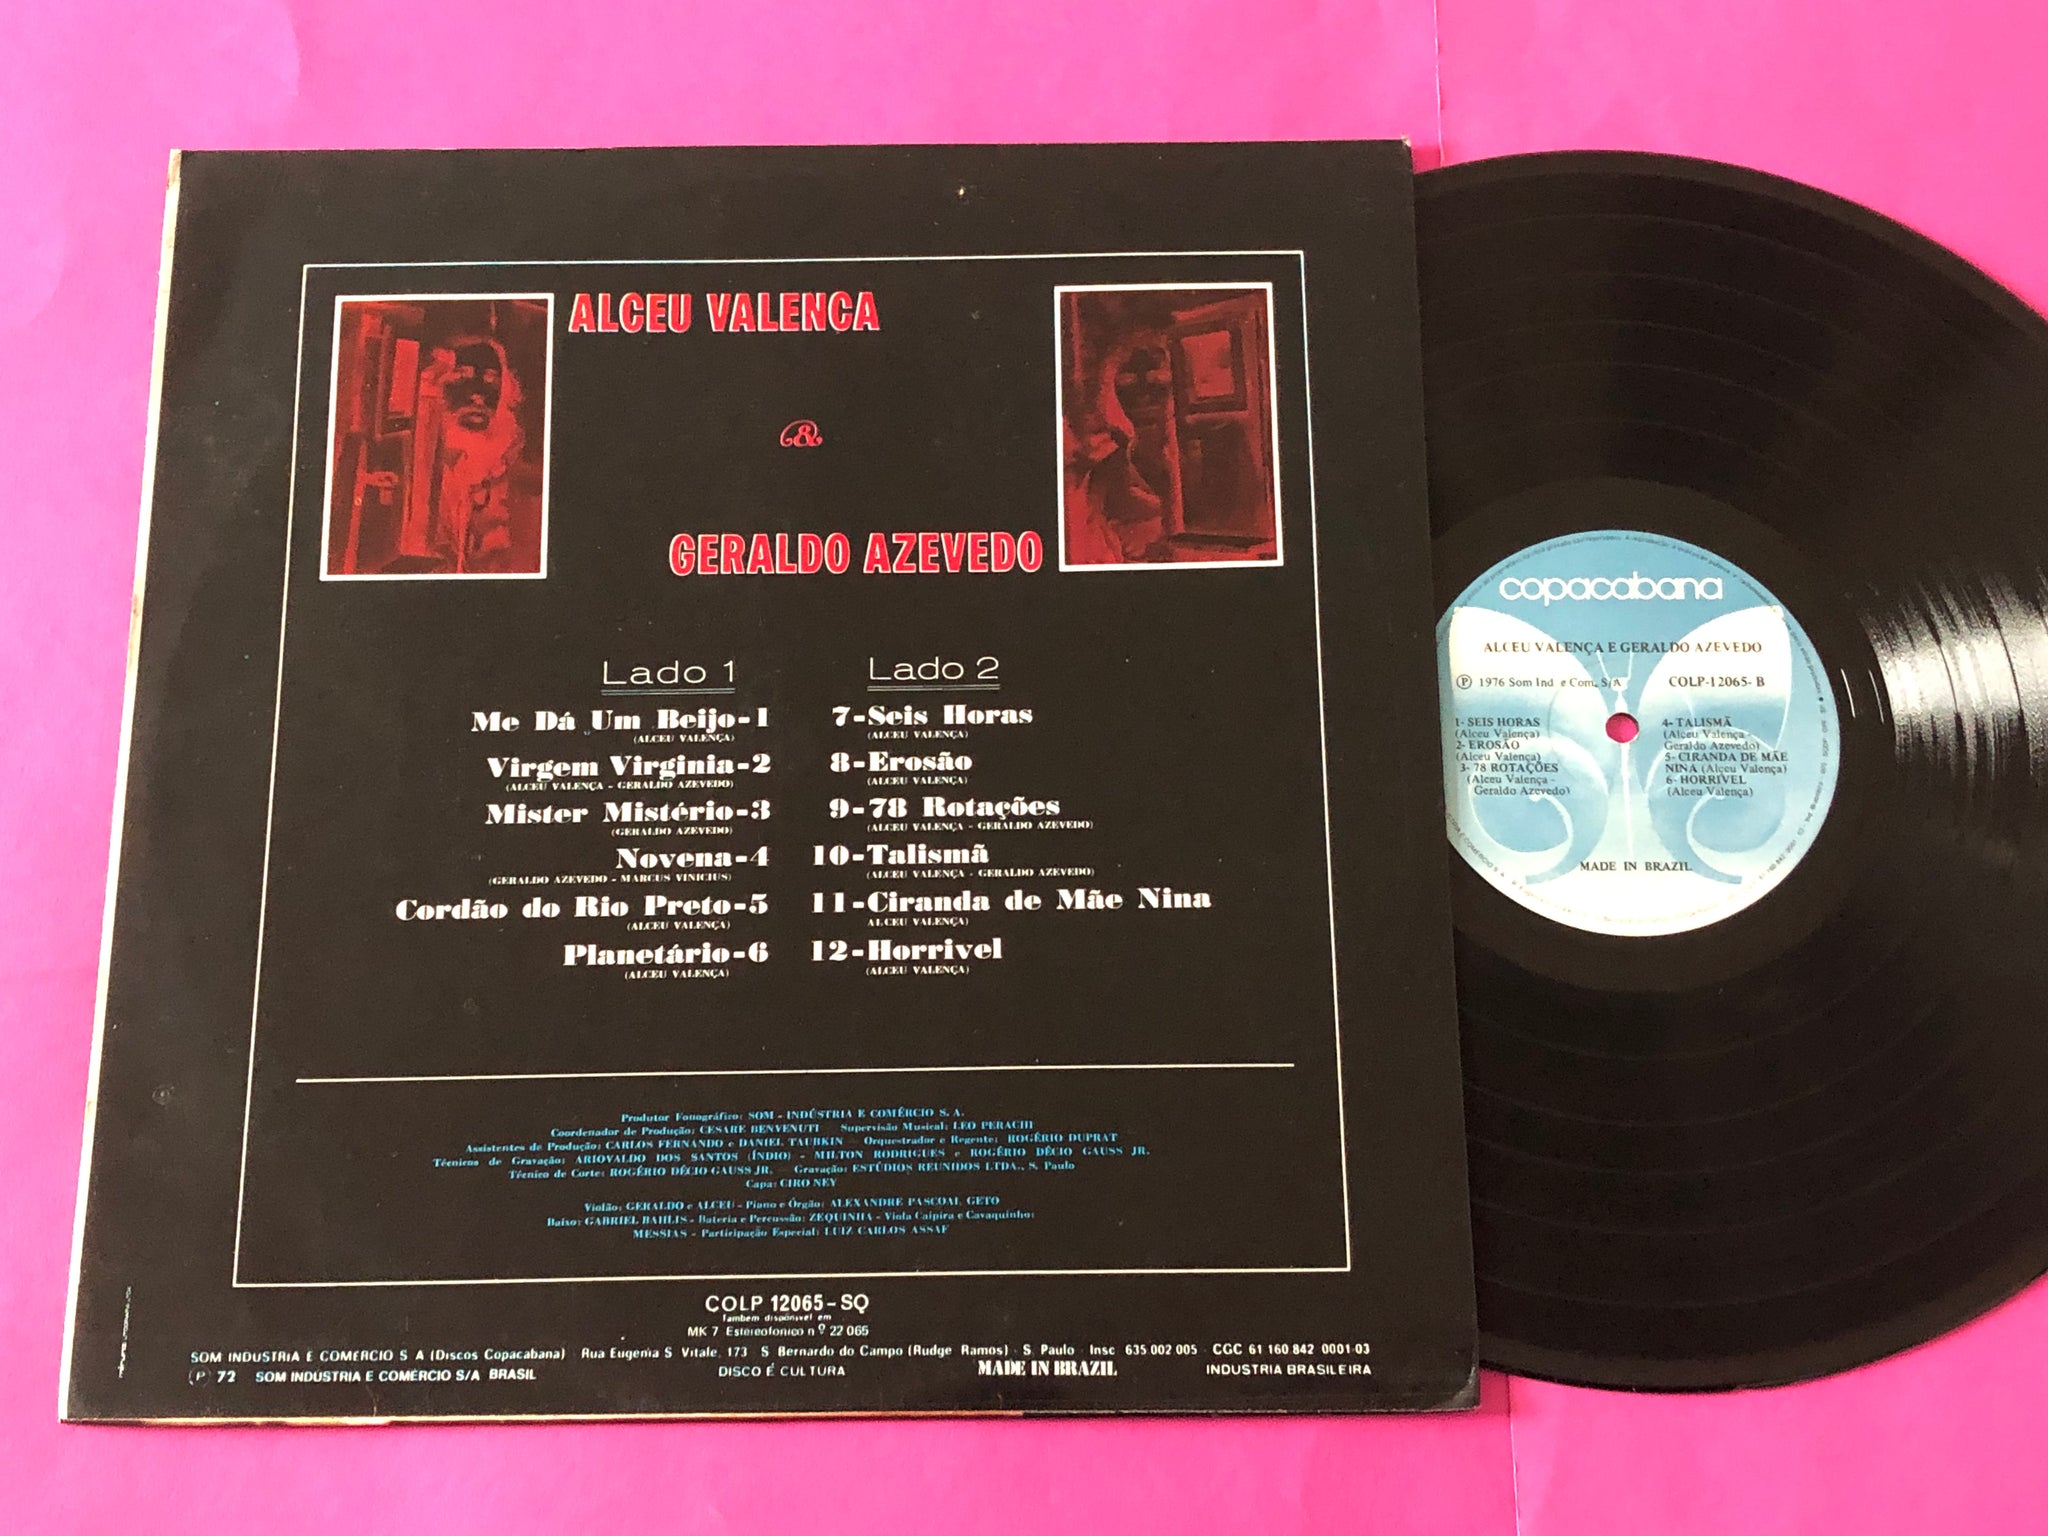 ALCEU VALENCA
&
GERALDO AZEVEDO
Lado 1
Me Dá Um Beijo-1
(ALCEU VALENÇA)
Virgem Virginia-2
(ALCEU VALENÇA - GERALDO AZEVEDO)
Mister Mistério-3
(GERALDO AZEVEDO)
Novena-4
(GERALDO AZEVEDO - MARCUS VINICIUS)
Cordão do Rio Preto-5
(ALCEU VALENÇA)
Planetário-6
(ALCEU VALENÇA)
Lado 2
7-Seis Horas
(ALCEU VALENÇA)
8-Erosão
(ALCEU VALENÇA)
9-78 Rotações
(ALCEU VALENÇA - GERALDO AZEVEDO)
10-Talismã
(ALCEU VALENÇA - GERALDO AZEVEDO)
11-Ciranda de Mãe Nina
ALCEU VALENÇA)
12-Horrivel
(ALCEU VALENÇA)
Produtor Fonográfico: SOM - INDÚSTRIA E COMÉRCIO S. A.
Coordenador de Produção: CESARE BENVENUTI Supervisão Musical: LEO PERACHI
Assistentes de Produção: CARLOS FERNANDO e DANIEL TAUBKIN - Orquestrador e Regente: ROGÉRIO DUPRAT
Técnicos de Gravação: ARIOVALDO DOS SANTOS (ÍNDIO) - MILTON RODRIGUES e ROGÉRIO DÉCIO GAUSS JR.
Técnico de Corte: ROGÉRIO DÉCIO GAUSS JR. - Gravação: ESTÚDIOS REUNIDOS LTDA., S. Paulo
Capa: CIRO NEY
Violão: GERALDO e ALCEU - Piano e Órgão: ALEXANDRE PASCOAL GETO
Baixo: GABRIEL BAHLIS - Bateria e Percussão: ZEQUINHA - Viola Caipira e Cavaquinho:
MESSIAS - Participação Especial: LUIZ CARLOS ASSAF
COLP 12065-SQ
Tambem disponivel em
MK 7 Estereofonico nº 22 065
SOM INDUSTRIA E COMERCIO S A (Discos Copacabana) Rua Eugenia S Vitale, 173 S Bernardo do Campo (Rudge Ramos) - S. Paulo - Insc 635 002 005 - CGC 61 160 842 0001-03
(P) 72 SOM INDUSTRIA E COMERCIO S/A BRASIL DISCO É CULTURA MADE IN BRAZIL INDUSTRIA BRASILEIRA
copacabana
ALCEU VALENÇA E GERALDO AZEVEDO
℗ 1976 Som Ind e Com. S/A COLP-12065- B
1- SEIS HORAS
(Alceu Valença)
2- EROSÃO
(Alceu Valença)
3- 78 ROTAÇÕES
(Alceu Valença -
Geraldo Azevedo)
4- TALISMÃ
(Alceu Valença -
Geraldo Azevedo)
5- CIRANDA DE MÃE
NINA (Alceu Valença)
6- HORRIVEL
(Alceu Valença)
MADE IN BRAZIL